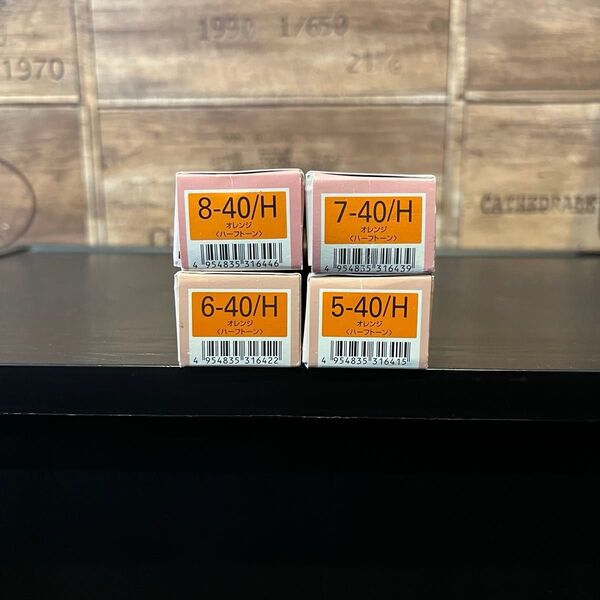 1990 1/650
1970
21%
CATHEDRALE
8-40/H
オレンジ
〈ハーフトーン〉
4 954835 316446
7-40/H
オレンジ
〈ハーフトーン〉
4 954835 316439
6-40/H
オレンジ
〈ハーフトーン〉
4 954835 316422
5-40/H
オレンジ
〈ハーフトーン〉
4 954835 316415